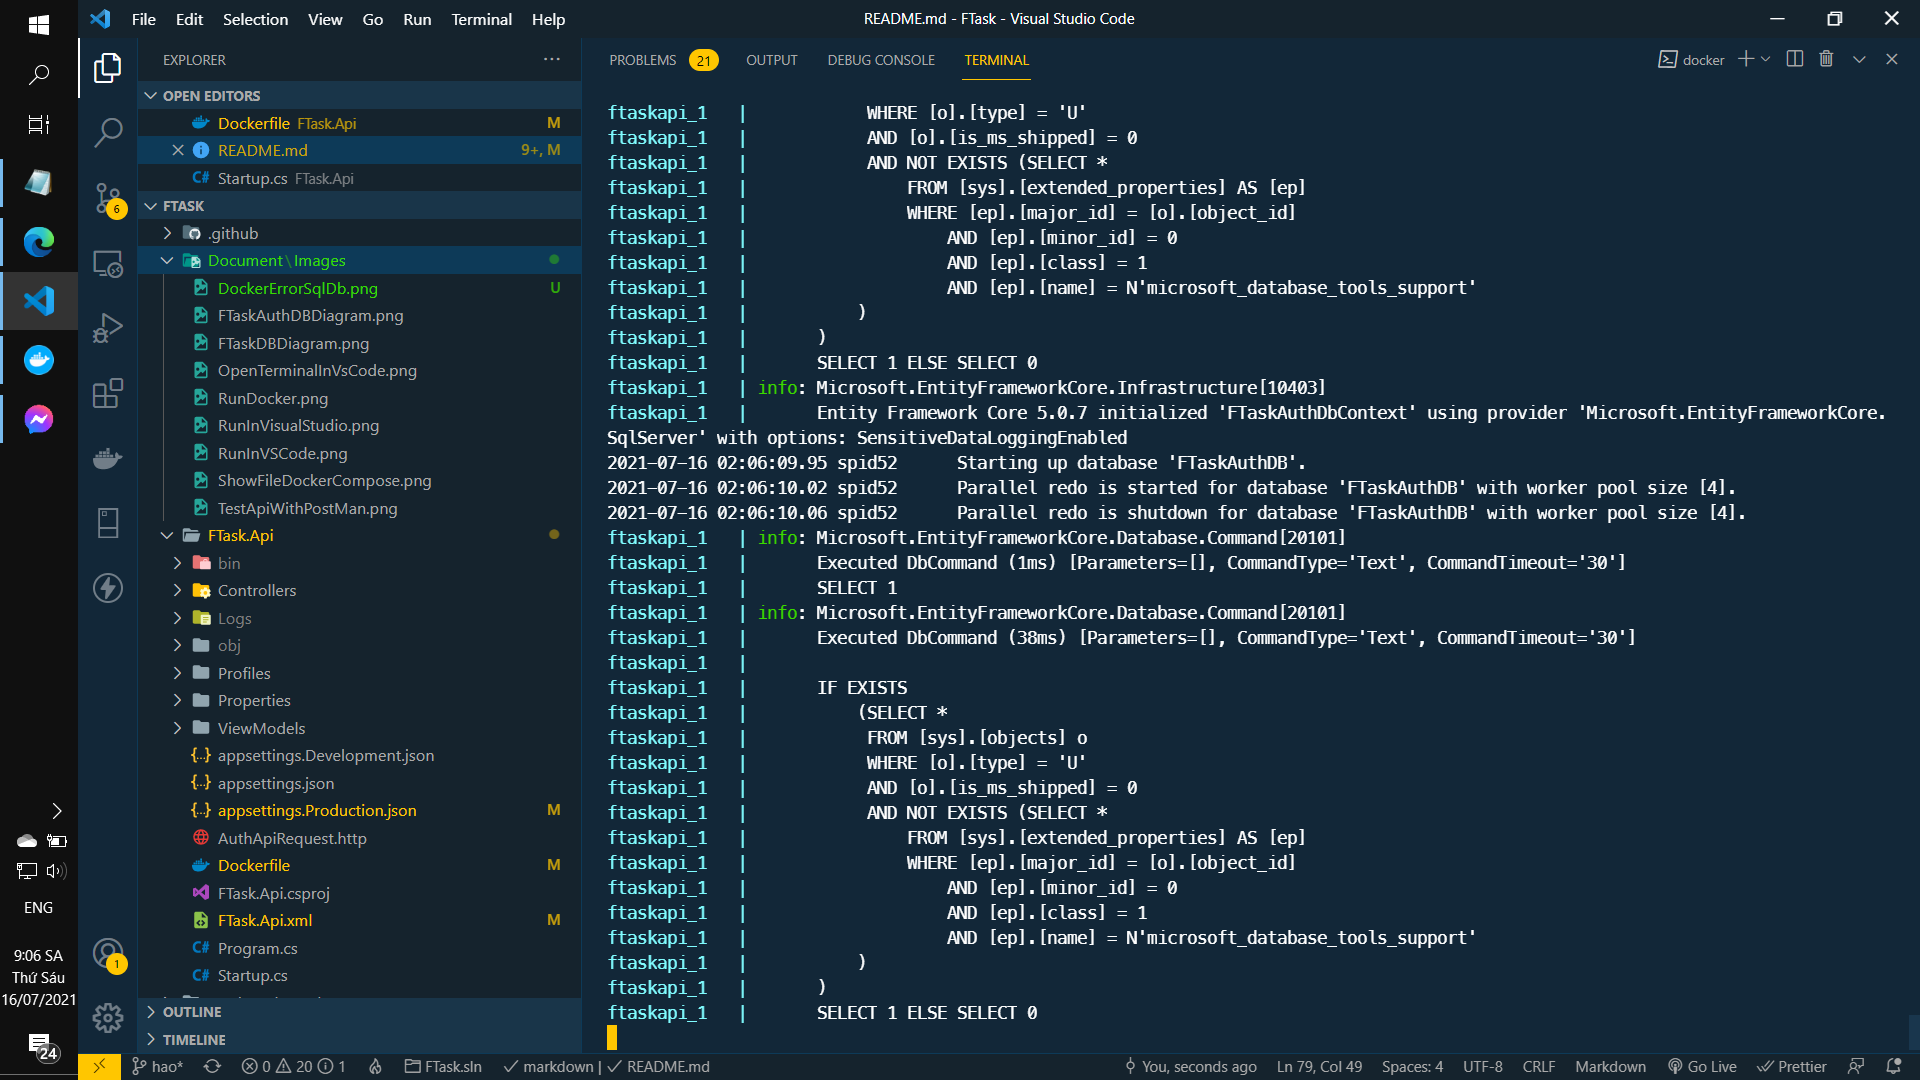 File Edit Selection View Go Run Terminal Help
README.md - FTask - Visual Studio Code
EXPLORER
OPEN EDITORS
Dockerfile FTask.Api M
README.md 9+, M
Startup.cs FTask.Api
FTASK
.github
Document\Images
DockerErrorSqlDb.png U
FTaskAuthDBDiagram.png
FTaskDBDiagram.png
OpenTerminalInVsCode.png
RunDocker.png
RunInVisualStudio.png
RunInVSCode.png
ShowFileDockerCompose.png
TestApiWithPostMan.png
FTask.Api
bin
Controllers
Logs
obj
Profiles
Properties
ViewModels
appsettings.Development.json
appsettings.json
appsettings.Production.json M
AuthApiRequest.http
Dockerfile M
FTask.Api.csproj
FTask.Api.xml M
Program.cs
Startup.cs
OUTLINE
TIMELINE
6
1
ENG
9:06 SA
Thứ Sáu
16/07/2021
24
PROBLEMS 21 OUTPUT DEBUG CONSOLE TERMINAL
docker
ftaskapi_1 | WHERE [o].[type] = 'U'
ftaskapi_1 | AND [o].[is_ms_shipped] = 0
ftaskapi_1 | AND NOT EXISTS (SELECT *
ftaskapi_1 | FROM [sys].[extended_properties] AS [ep]
ftaskapi_1 | WHERE [ep].[major_id] = [o].[object_id]
ftaskapi_1 | AND [ep].[minor_id] = 0
ftaskapi_1 | AND [ep].[class] = 1
ftaskapi_1 | AND [ep].[name] = N'microsoft_database_tools_support'
ftaskapi_1 | )
ftaskapi_1 | )
ftaskapi_1 | SELECT 1 ELSE SELECT 0
ftaskapi_1 | info: Microsoft.EntityFrameworkCore.Infrastructure[10403]
ftaskapi_1 | Entity Framework Core 5.0.7 initialized 'FTaskAuthDbContext' using provider 'Microsoft.EntityFrameworkCore.
SqlServer' with options: SensitiveDataLoggingEnabled
2021-07-16 02:06:09.95 spid52 Starting up database 'FTaskAuthDB'.
2021-07-16 02:06:10.02 spid52 Parallel redo is started for database 'FTaskAuthDB' with worker pool size [4].
2021-07-16 02:06:10.06 spid52 Parallel redo is shutdown for database 'FTaskAuthDB' with worker pool size [4].
ftaskapi_1 | info: Microsoft.EntityFrameworkCore.Database.Command[20101]
ftaskapi_1 | Executed DbCommand (1ms) [Parameters=[], CommandType='Text', CommandTimeout='30']
ftaskapi_1 | SELECT 1
ftaskapi_1 | info: Microsoft.EntityFrameworkCore.Database.Command[20101]
ftaskapi_1 | Executed DbCommand (38ms) [Parameters=[], CommandType='Text', CommandTimeout='30']
ftaskapi_1 |
ftaskapi_1 | IF EXISTS
ftaskapi_1 | (SELECT *
ftaskapi_1 | FROM [sys].[objects] o
ftaskapi_1 | WHERE [o].[type] = 'U'
ftaskapi_1 | AND [o].[is_ms_shipped] = 0
ftaskapi_1 | AND NOT EXISTS (SELECT *
ftaskapi_1 | FROM [sys].[extended_properties] AS [ep]
ftaskapi_1 | WHERE [ep].[major_id] = [o].[object_id]
ftaskapi_1 | AND [ep].[minor_id] = 0
ftaskapi_1 | AND [ep].[class] = 1
ftaskapi_1 | AND [ep].[name] = N'microsoft_database_tools_support'
ftaskapi_1 | )
ftaskapi_1 | )
ftaskapi_1 | SELECT 1 ELSE SELECT 0
hao* 0 20 1 FTask.sln markdown | README.md You, seconds ago Ln 79, Col 49 Spaces: 4 UTF-8 CRLF Markdown Go Live Prettier